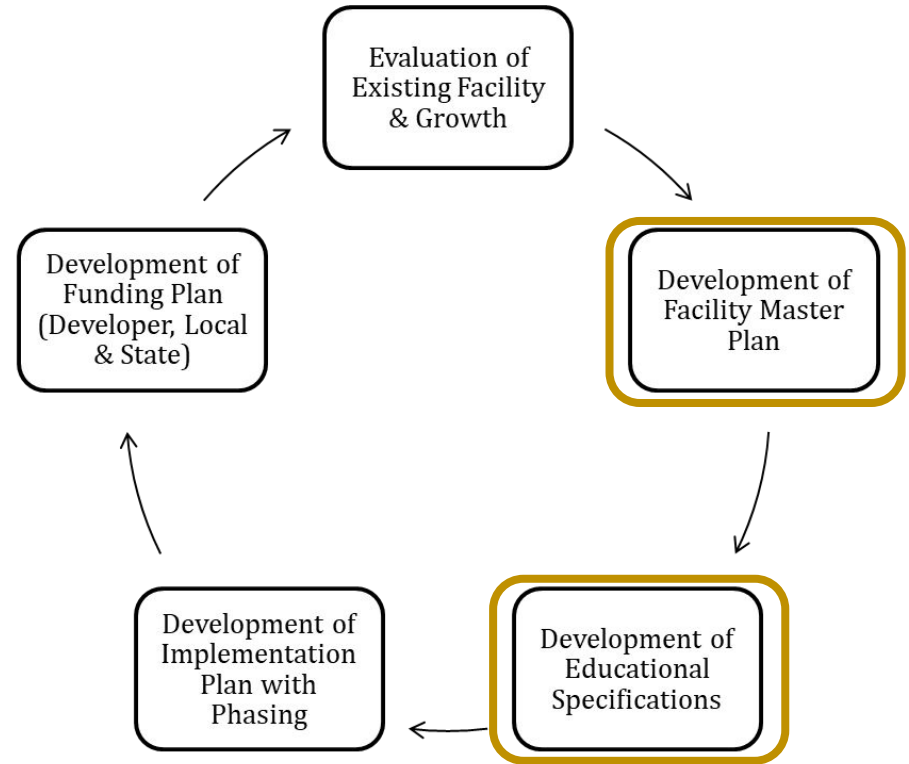 Evaluation of
Existing Facility
& Growth
Development of
Facility Master
Plan
Development of
Educational
Specifications
Development of
Implementation
Plan with
Phasing
Development of
Funding Plan
(Developer, Local
& State)